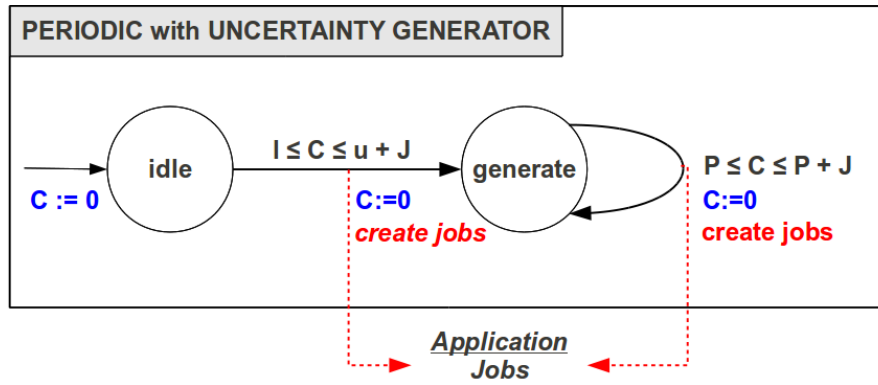 PERIODIC with UNCERTAINTY GENERATOR
idle
C := 0
l ≤ C ≤ u + J
C:=0
create jobs
generate
P ≤ C ≤ P + J
C:=0
create jobs
Application
Jobs